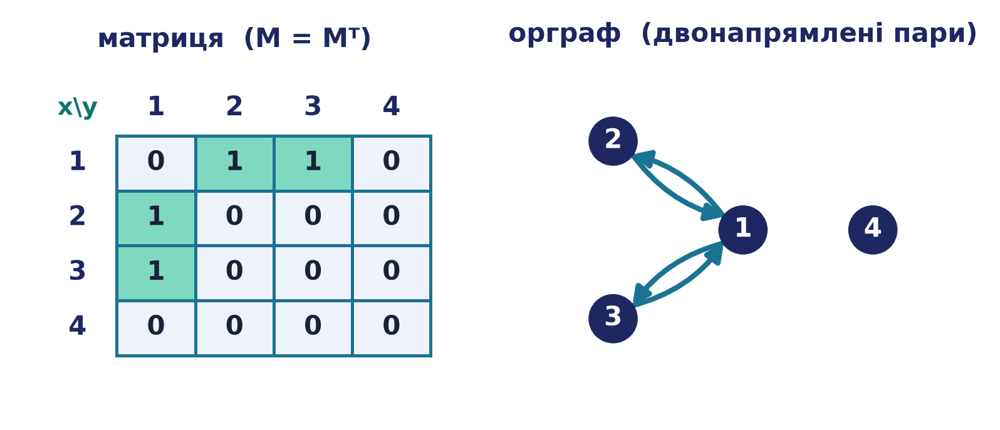 матриця (M = Mᵀ)
x\y 1 2 3 4
1 0 1 1 0
2 1 0 0 0
3 1 0 0 0
4 0 0 0 0
орграф (двонапрямлені пари)
2
1 4
3